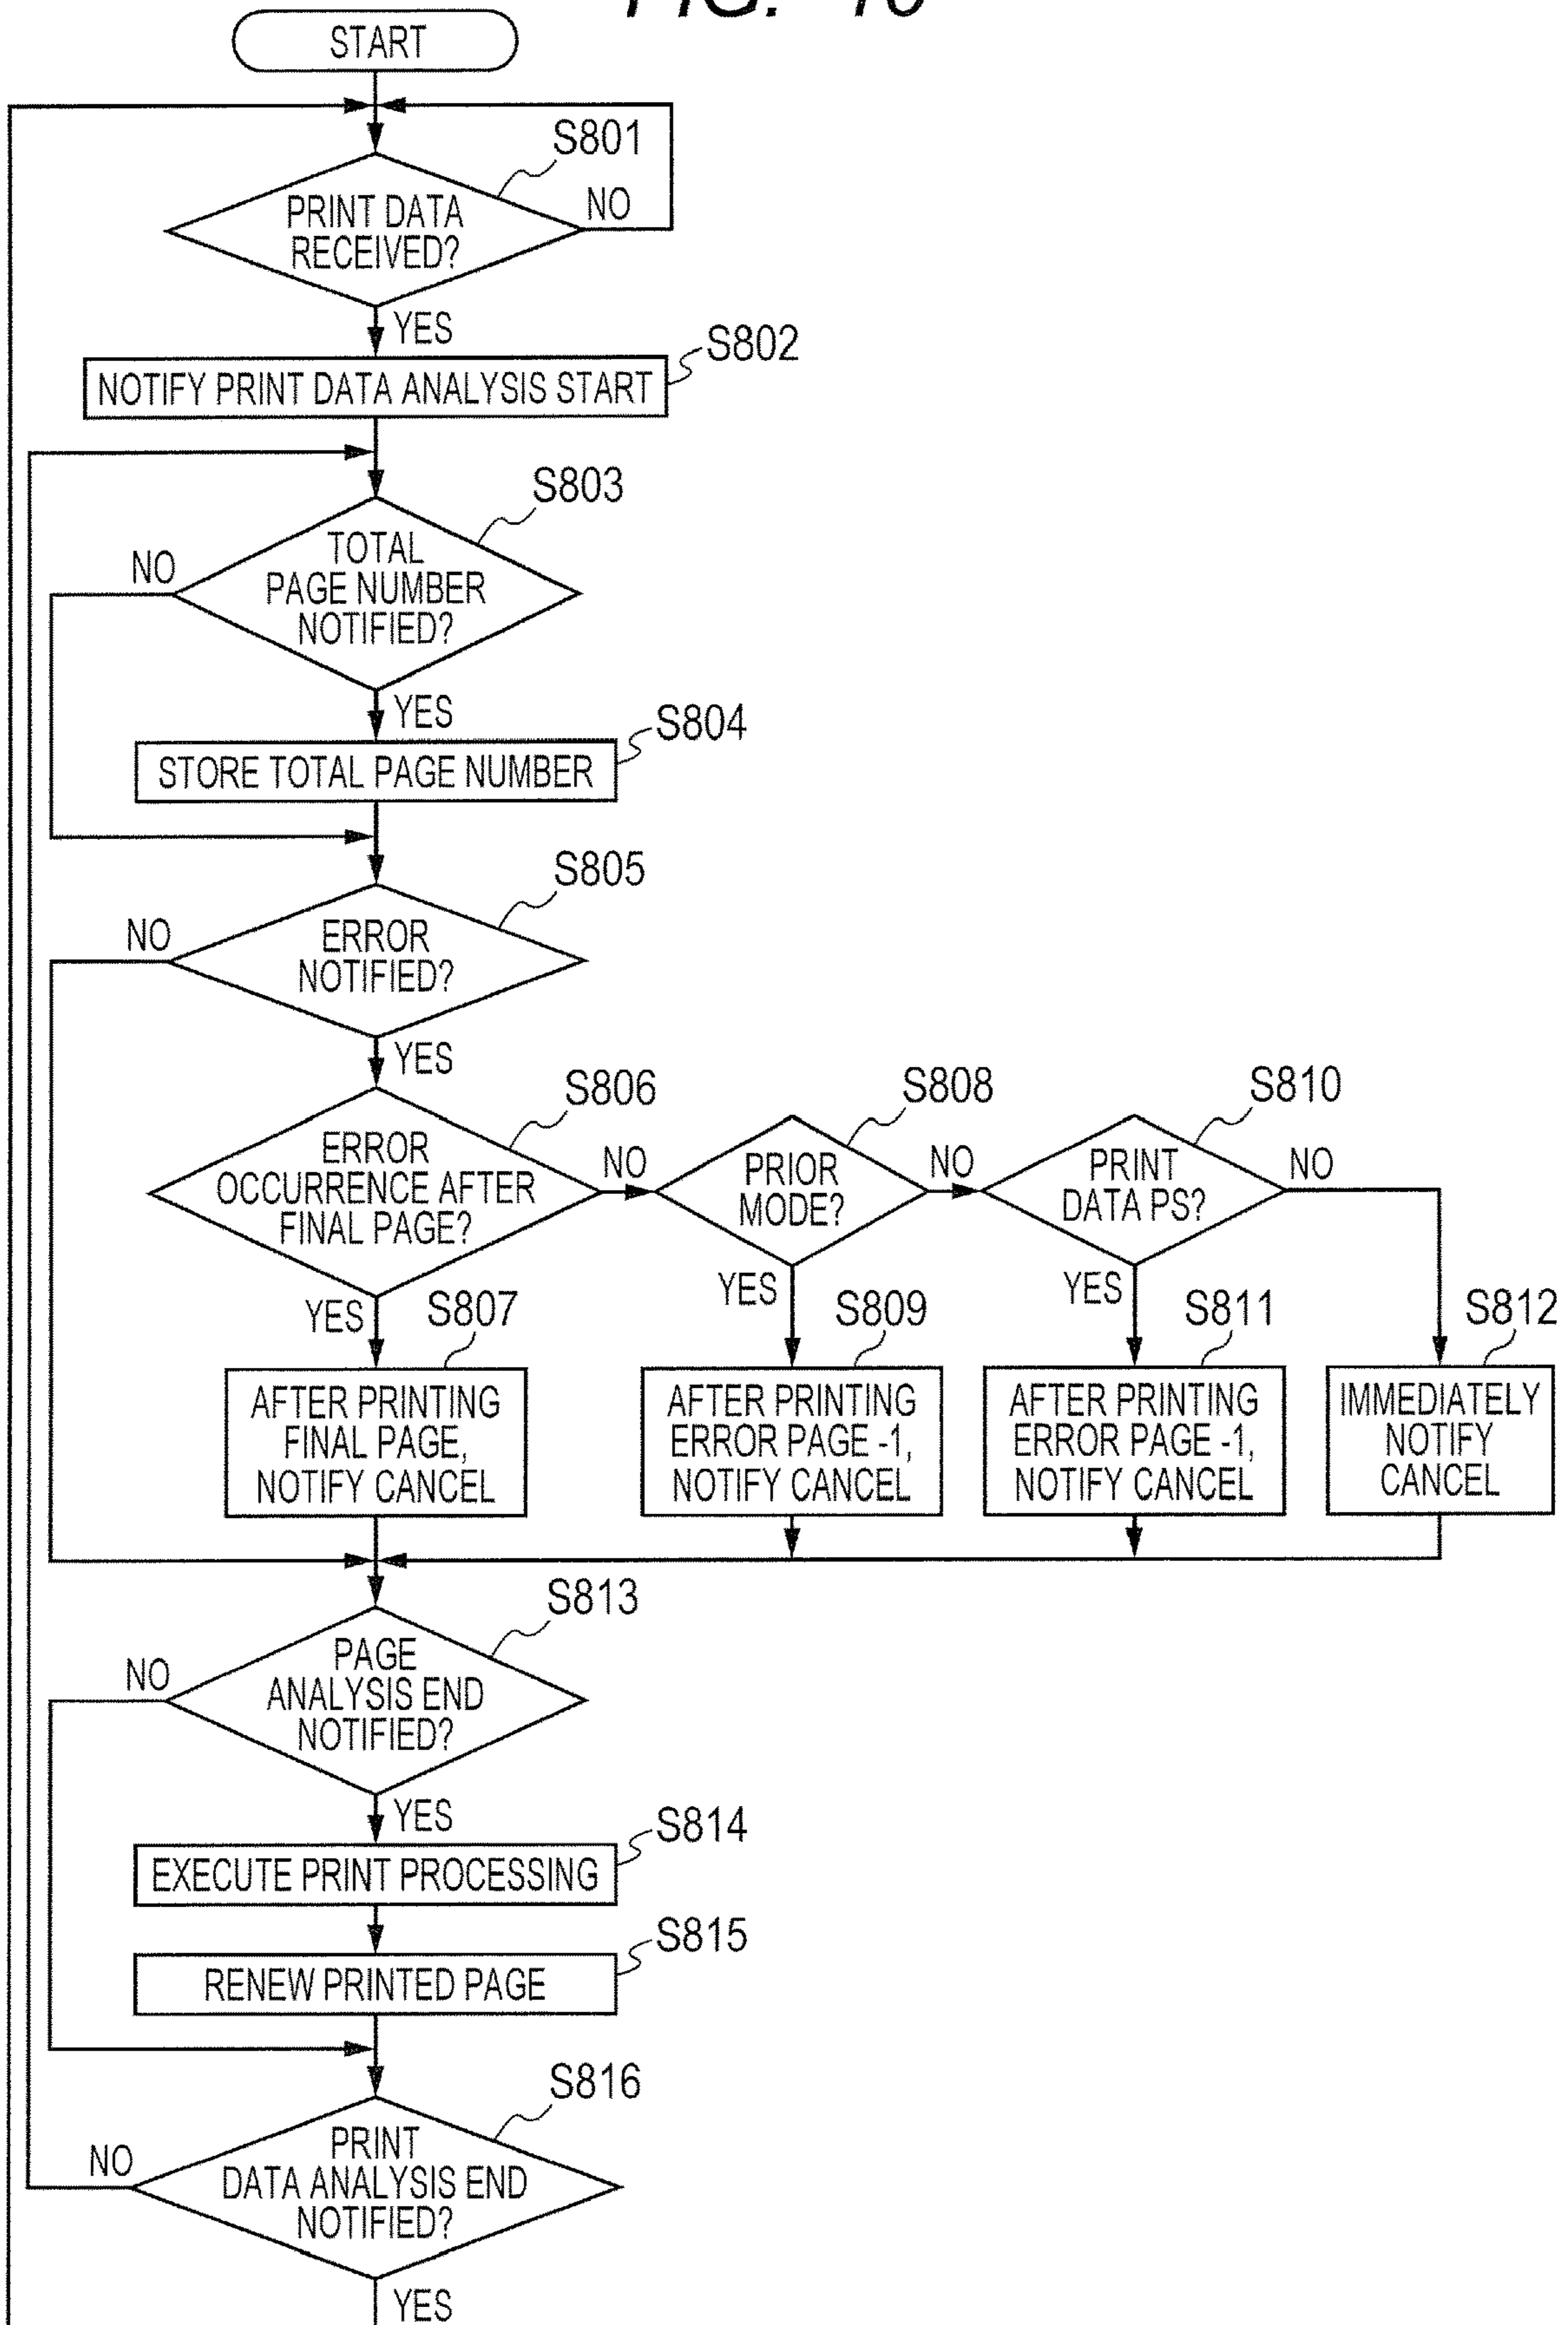 FIG. 10
START
S801
PRINT DATA
RECEIVED?
NO
YES
S802
NOTIFY PRINT DATA ANALYSIS START
S803
TOTAL
PAGE NUMBER
NOTIFIED?
NO
YES
S804
STORE TOTAL PAGE NUMBER
S805
ERROR
NOTIFIED?
NO
YES
S806
ERROR
OCCURRENCE AFTER
FINAL PAGE?
NO
YES
S808
PRIOR
MODE?
NO
YES
S810
PRINT
DATA PS?
NO
YES
S807
AFTER PRINTING
FINAL PAGE,
NOTIFY CANCEL
S809
AFTER PRINTING
ERROR PAGE -1,
NOTIFY CANCEL
S811
AFTER PRINTING
ERROR PAGE -1,
NOTIFY CANCEL
S812
IMMEDIATELY
NOTIFY
CANCEL
S813
PAGE
ANALYSIS END
NOTIFIED?
NO
YES
S814
EXECUTE PRINT PROCESSING
S815
RENEW PRINTED PAGE
S816
PRINT
DATA ANALYSIS END
NOTIFIED?
NO
YES